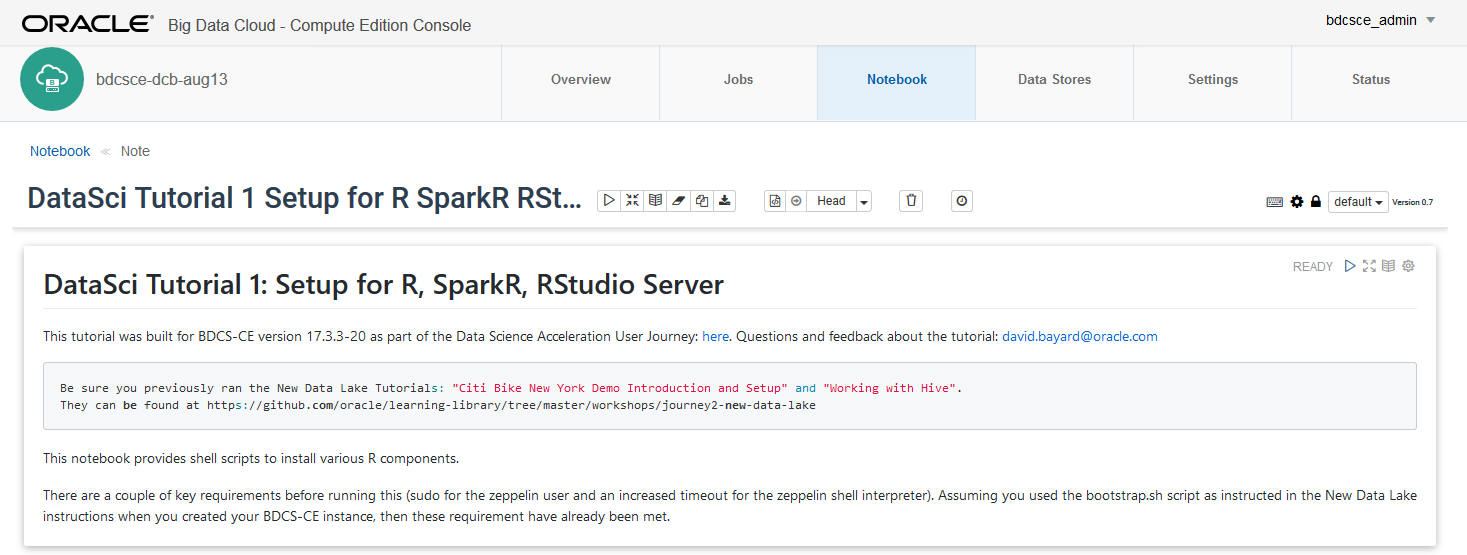 ORACLE® Big Data Cloud - Compute Edition Console
bdcsce_admin
bdcsce-dcb-aug13
Overview
Jobs
Notebook
Data Stores
Settings
Status
Notebook ≪ Note
DataSci Tutorial 1 Setup for R SparkR RSt...
Head
default
Version 0.7
READY
DataSci Tutorial 1: Setup for R, SparkR, RStudio Server
This tutorial was built for BDCS-CE version 17.3.3-20 as part of the Data Science Acceleration User Journey: here. Questions and feedback about the tutorial: david.bayard@oracle.com
Be sure you previously ran the New Data Lake Tutorials: "Citi Bike New York Demo Introduction and Setup" and "Working with Hive".
They can be found at https://github.com/oracle/learning-library/tree/master/workshops/journey2-new-data-lake
This notebook provides shell scripts to install various R components.
There are a couple of key requirements before running this (sudo for the zeppelin user and an increased timeout for the zeppelin shell interpreter). Assuming you used the bootstrap.sh script as instructed in the New Data Lake
instructions when you created your BDCS-CE instance, then these requirement have already been met.